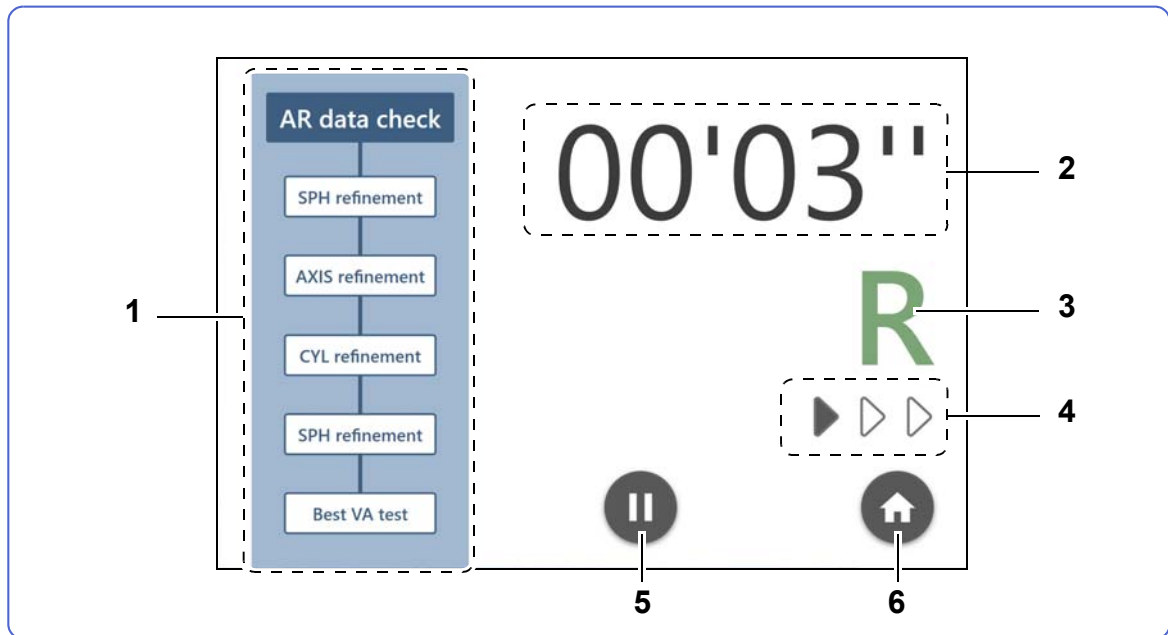 AR data check
SPH refinement
AXIS refinement
CYL refinement
SPH refinement
Best VA test
1
00'03''
2
R
3
4
5
6